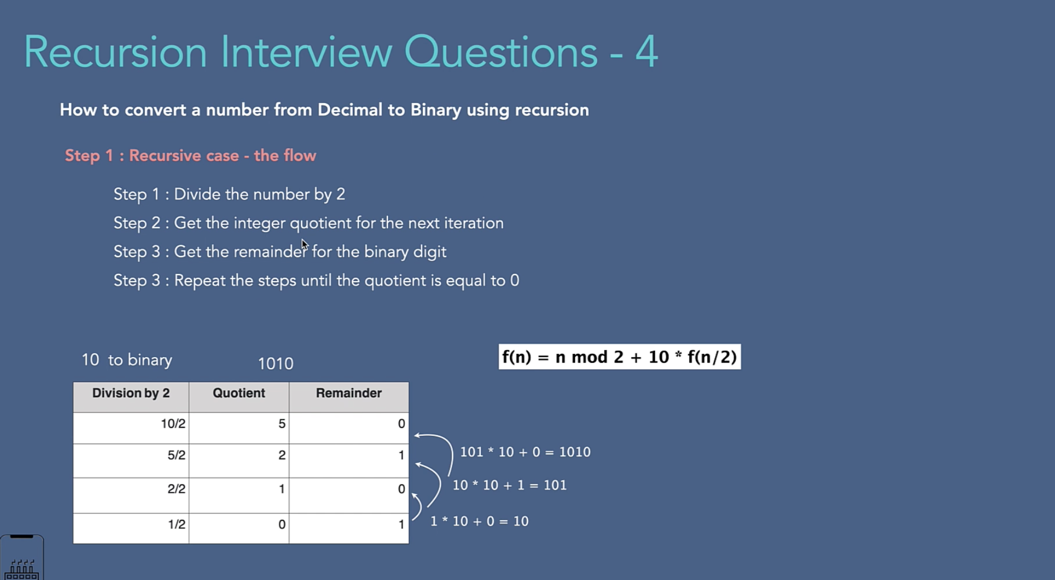 Recursion Interview Questions - 4
How to convert a number from Decimal to Binary using recursion
Step 1 : Recursive case - the flow
Step 1 : Divide the number by 2
Step 2 : Get the integer quotient for the next iteration
Step 3 : Get the remainder for the binary digit
Step 3 : Repeat the steps until the quotient is equal to 0
10 to binary 1010
f(n) = n mod 2 + 10 * f(n/2)
Division by 2 Quotient Remainder
10/2 5 0
5/2 2 1
2/2 1 0
1/2 0 1
101 * 10 + 0 = 1010
10 * 10 + 1 = 101
1 * 10 + 0 = 10